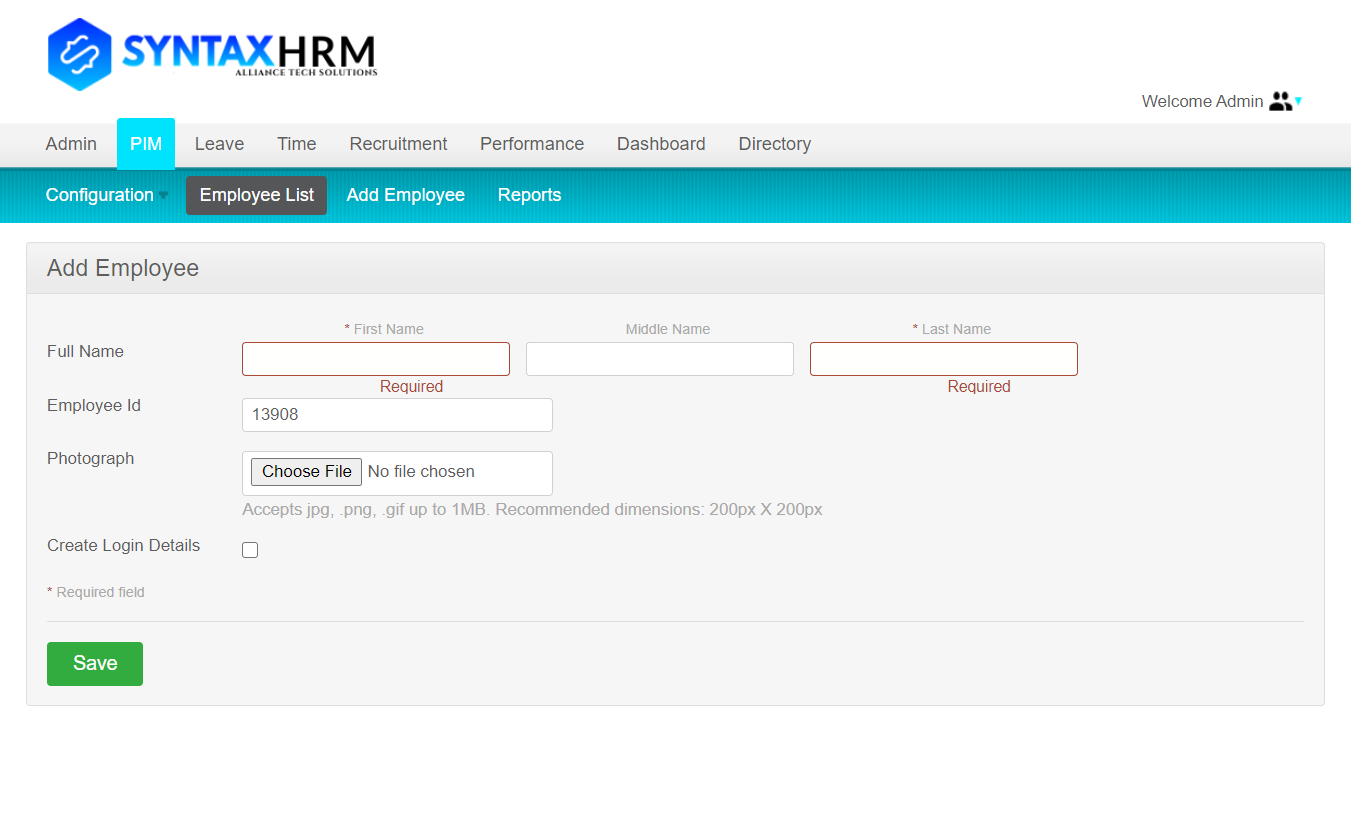 SYNTAXHRM
ALLIANCE TECH SOLUTIONS
Welcome Admin
Admin PIM Leave Time Recruitment Performance Dashboard Directory
Configuration Employee List Add Employee Reports
Add Employee
* First Name Middle Name * Last Name
Full Name
Required Required
Employee Id 13908
Photograph Choose File No file chosen
Accepts jpg, .png, .gif up to 1MB. Recommended dimensions: 200px X 200px
Create Login Details
* Required field
Save